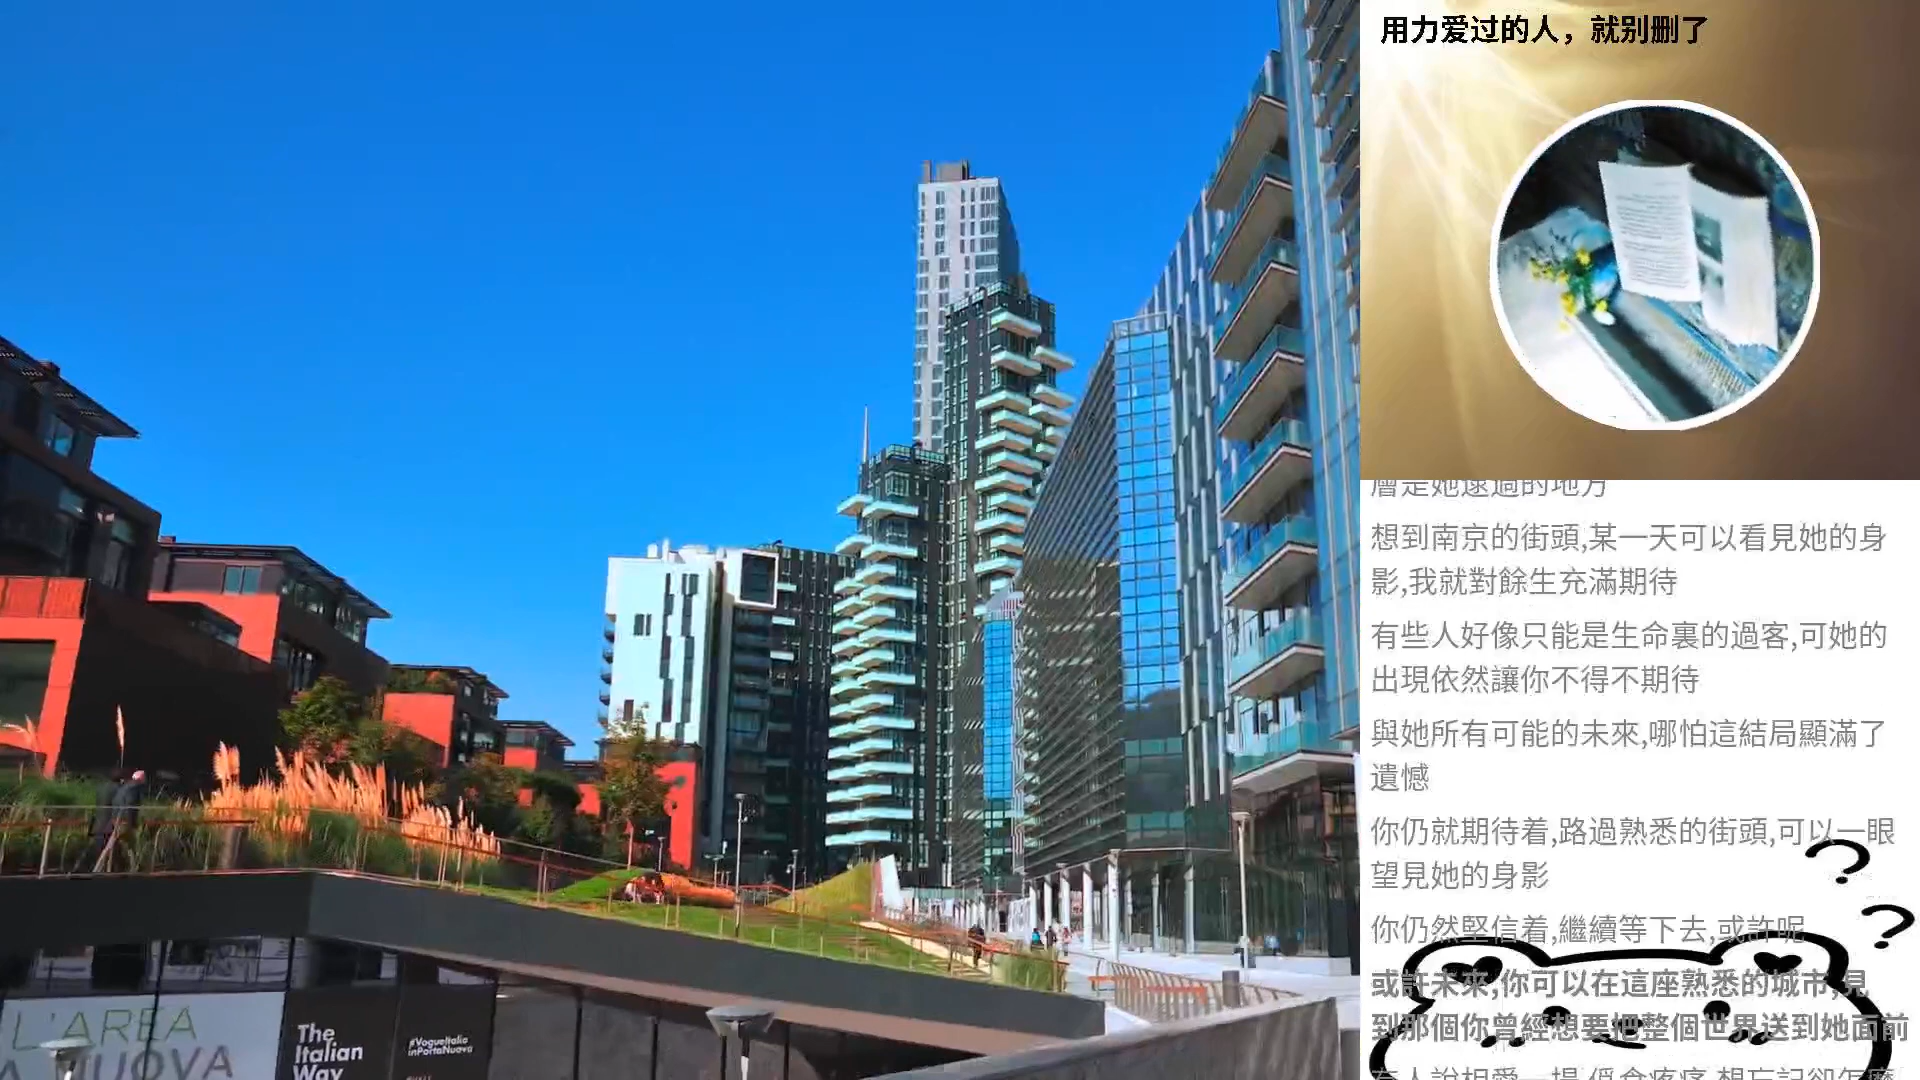 用力爱过的人，就别删了
想到南京的街頭,某一天可以看見她的身
影,我就對餘生充滿期待
有些人好像只能是生命裏的過客,可她的
出現依然讓你不得不期待
與她所有可能的未來,哪怕這結局顯滿了
遺憾
你仍就期待着,路過熟悉的街頭,可以一眼
望見她的身影
你仍然堅信着,繼續等下去,或許呢
或許未來,你可以在這座熟悉的城市,見
到那個你曾經想要把整個世界送到她面前
?
?
L'AREA
NUOVA
The
Italian
Way
#VogueItalia
inPortaNuova